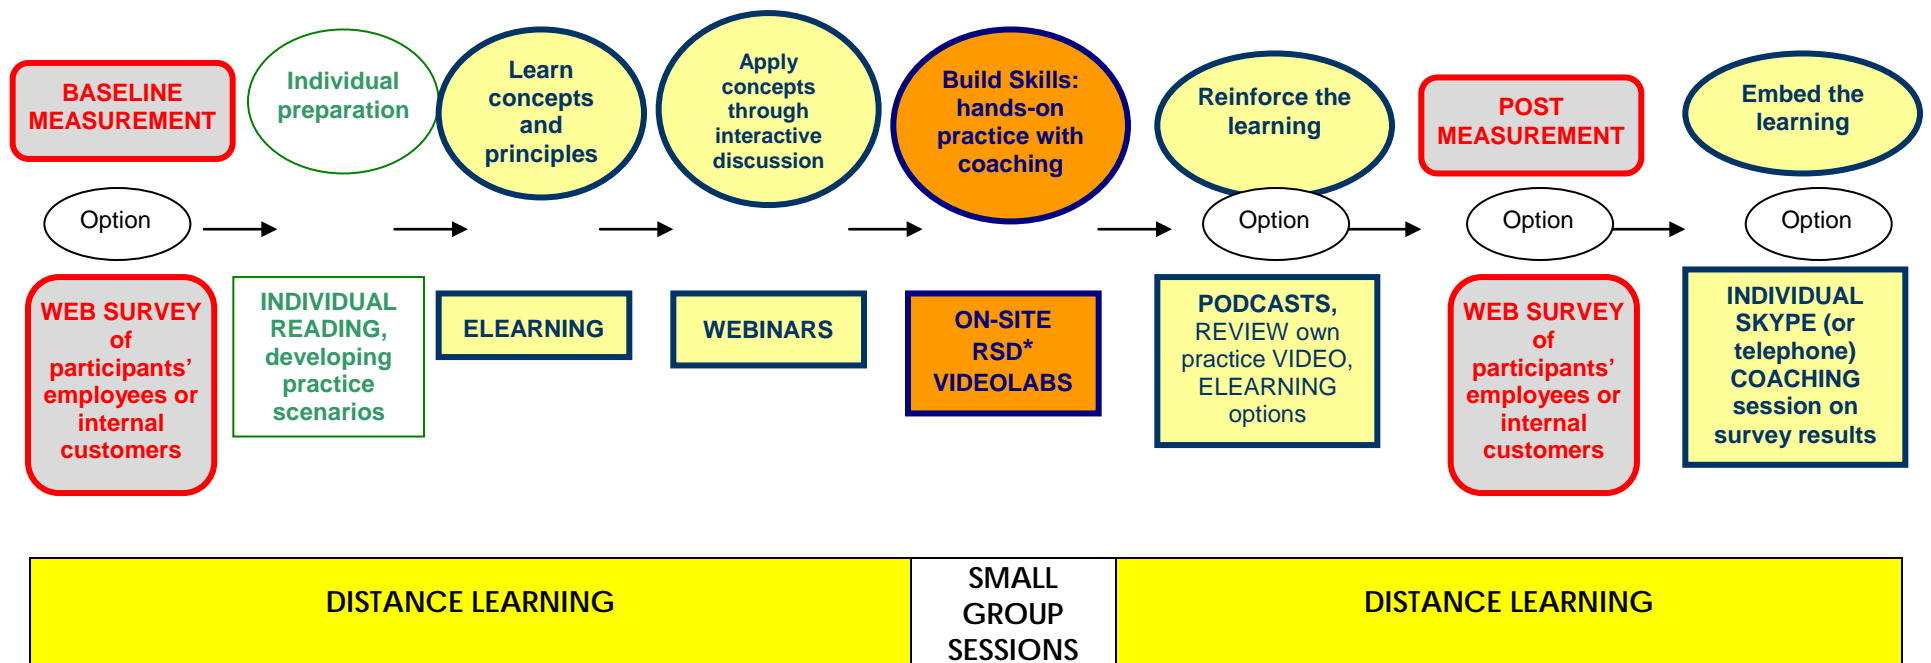 BASELINE
MEASUREMENT
Individual
preparation
Learn
concepts
and
principles
Apply
concepts
through
interactive
discussion
Build Skills:
hands-on
practice with
coaching
Reinforce the
learning
POST
MEASUREMENT
Embed the
learning
Option
Option
Option
Option
WEB SURVEY
of
participants’
employees or
internal
customers
INDIVIDUAL
READING,
developing
practice
scenarios
ELEARNING
WEBINARS
ON-SITE
RSD*
VIDEOLABS
PODCASTS,
REVIEW own
practice VIDEO,
ELEARNING
options
WEB SURVEY
of
participants’
employees or
internal
customers
INDIVIDUAL
SKYPE (or
telephone)
COACHING
session on
survey results
DISTANCE LEARNING
SMALL
GROUP
SESSIONS
DISTANCE LEARNING